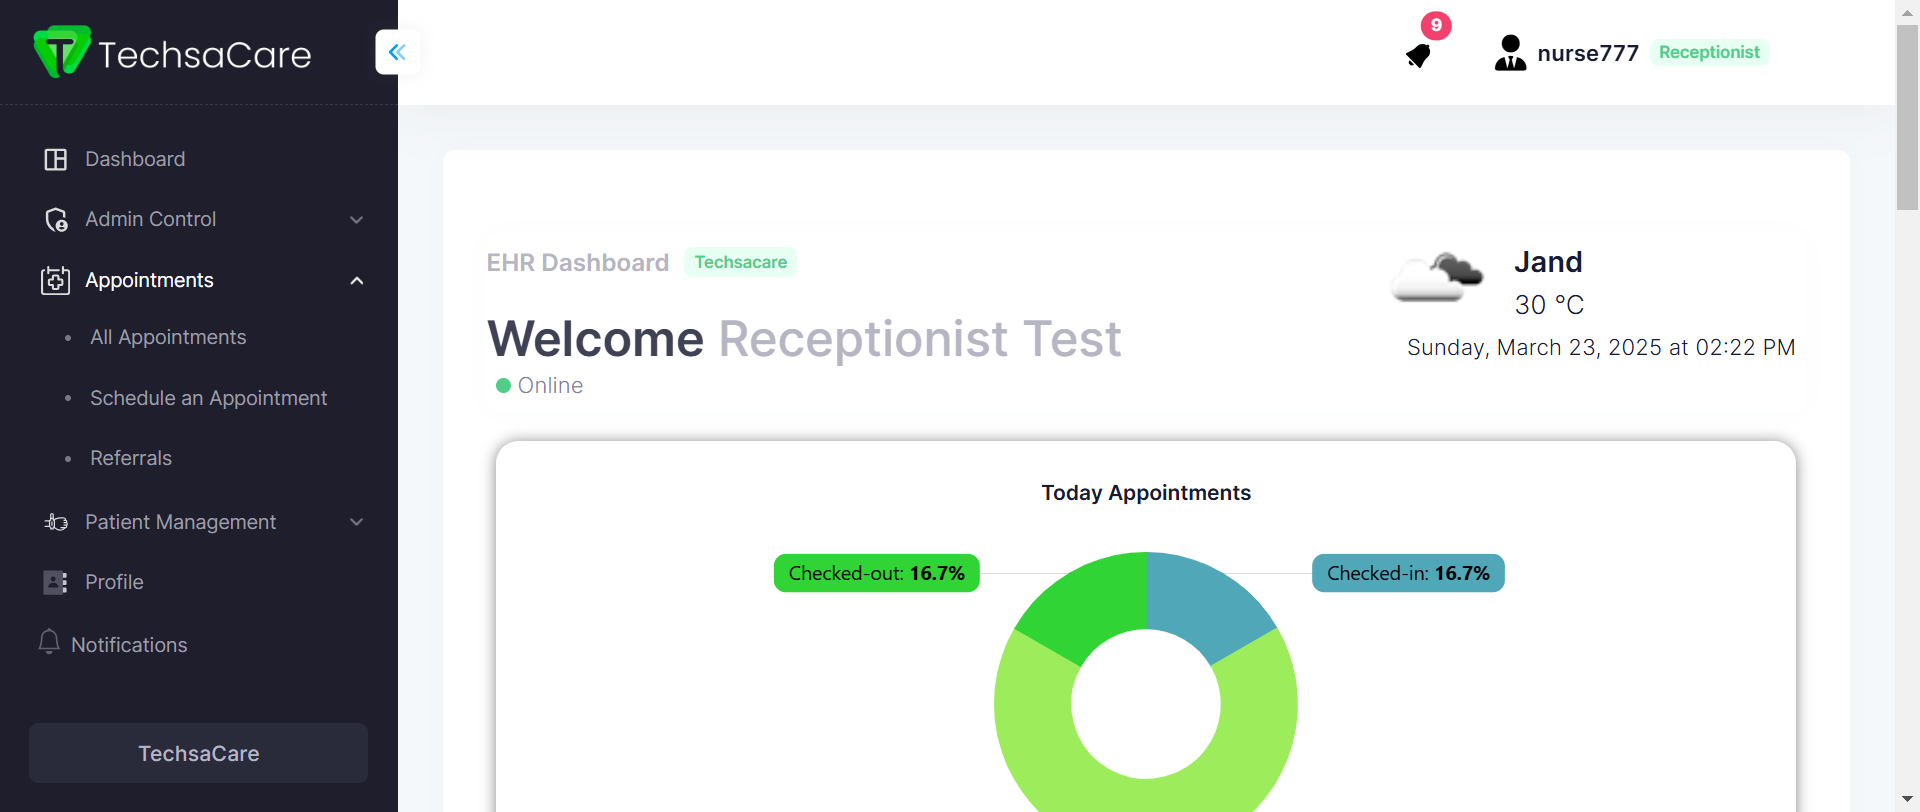 TechsaCare
9
nurse777 Receptionist
Dashboard
Admin Control
Appointments
All Appointments
Schedule an Appointment
Referrals
Patient Management
Profile
Notifications
TechsaCare
EHR Dashboard Techsacare
Welcome Receptionist Test
Online
Jand
30 °C
Sunday, March 23, 2025 at 02:22 PM
Today Appointments
Checked-out: 16.7%
Checked-in: 16.7%